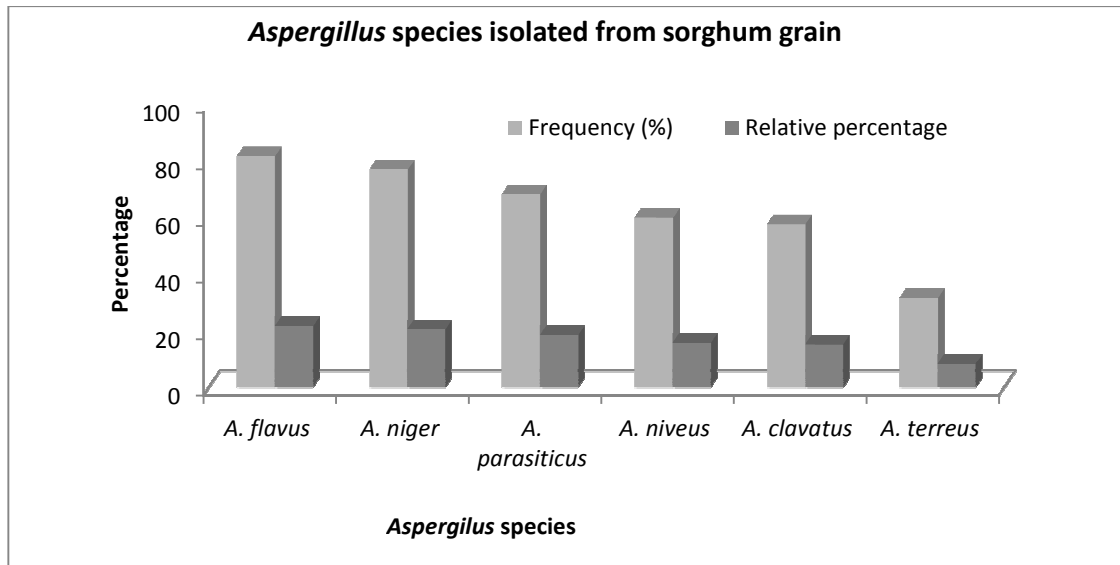 Aspergillus species isolated from sorghum grain
Frequency (%) Relative percentage
100
80
60
40
20
0
Percentage
A. flavus A. niger A. parasiticus A. niveus A. clavatus A. terreus
Aspergilus species